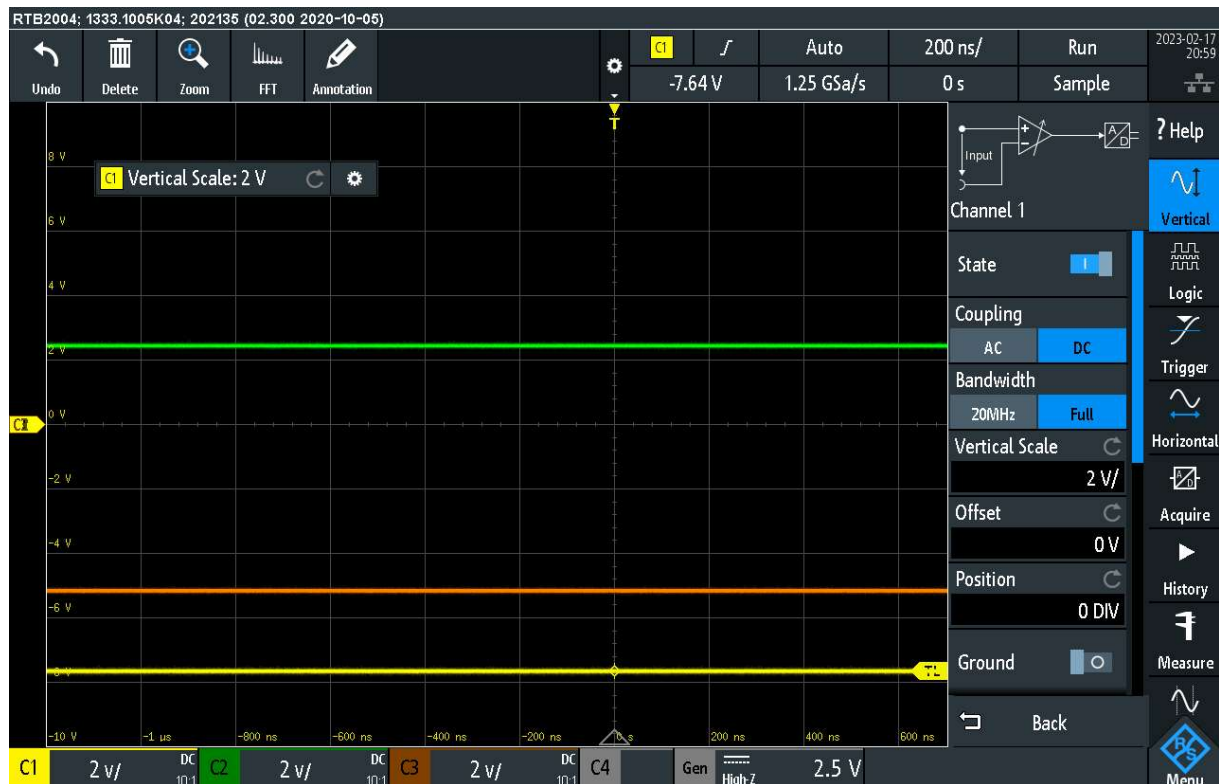 RTB2004; 1333.1005K04; 202135 (02.300 2020-10-05)
Undo
Delete
Zoom
FFT
Annotation
C1
Auto
200 ns/
Run
-7.64 V
1.25 GSa/s
0 s
Sample
2023-02-17
20:59
T
8 V
C1 Vertical Scale: 2 V
6 V
4 V
2 V
0 V
-2 V
-4 V
-6 V
TL
-10 V
-1 µs
-800 ns
-600 ns
-400 ns
-200 ns
0 s
200 ns
400 ns
600 ns
Input
A
D
Channel 1
State
I
Coupling
AC
DC
Bandwidth
20MHz
Full
Vertical Scale
2 V/
Offset
0 V
Position
0 DIV
Ground
O
Back
? Help
Vertical
Logic
Trigger
Horizontal
A
D
Acquire
History
Measure
R&S
Menu
C1
2 V/
DC
10:1
C2
2 V/
DC
10:1
C3
2 V/
DC
10:1
C4
Gen
High-Z
2.5 V